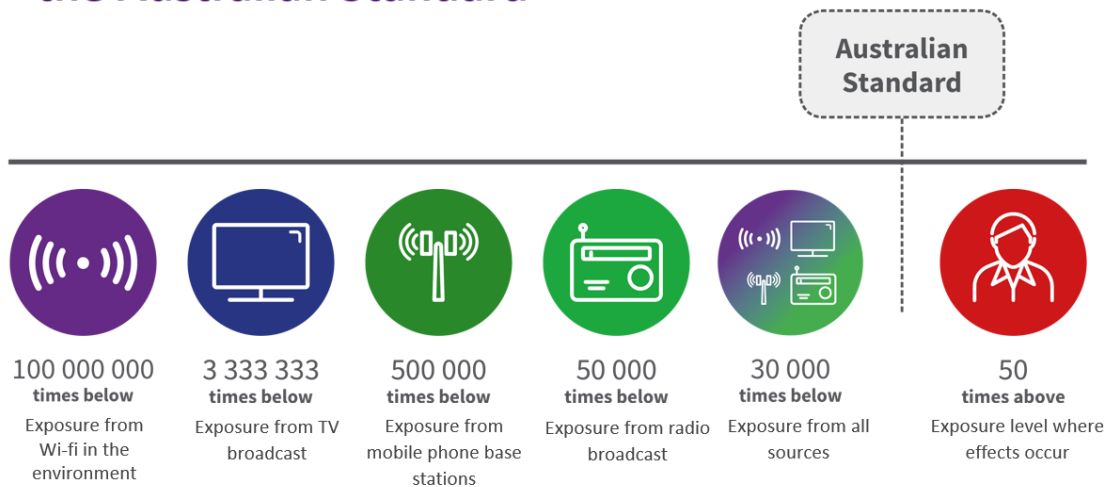 the Australian Standard
Australian
Standard
100 000 000
times below
Exposure from
Wi-fi in the
environment
3 333 333
times below
Exposure from TV
broadcast
500 000
times below
Exposure from
mobile phone base
stations
50 000
times below
Exposure from radio
broadcast
30 000
times below
Exposure from all
sources
50
times above
Exposure level where
effects occur